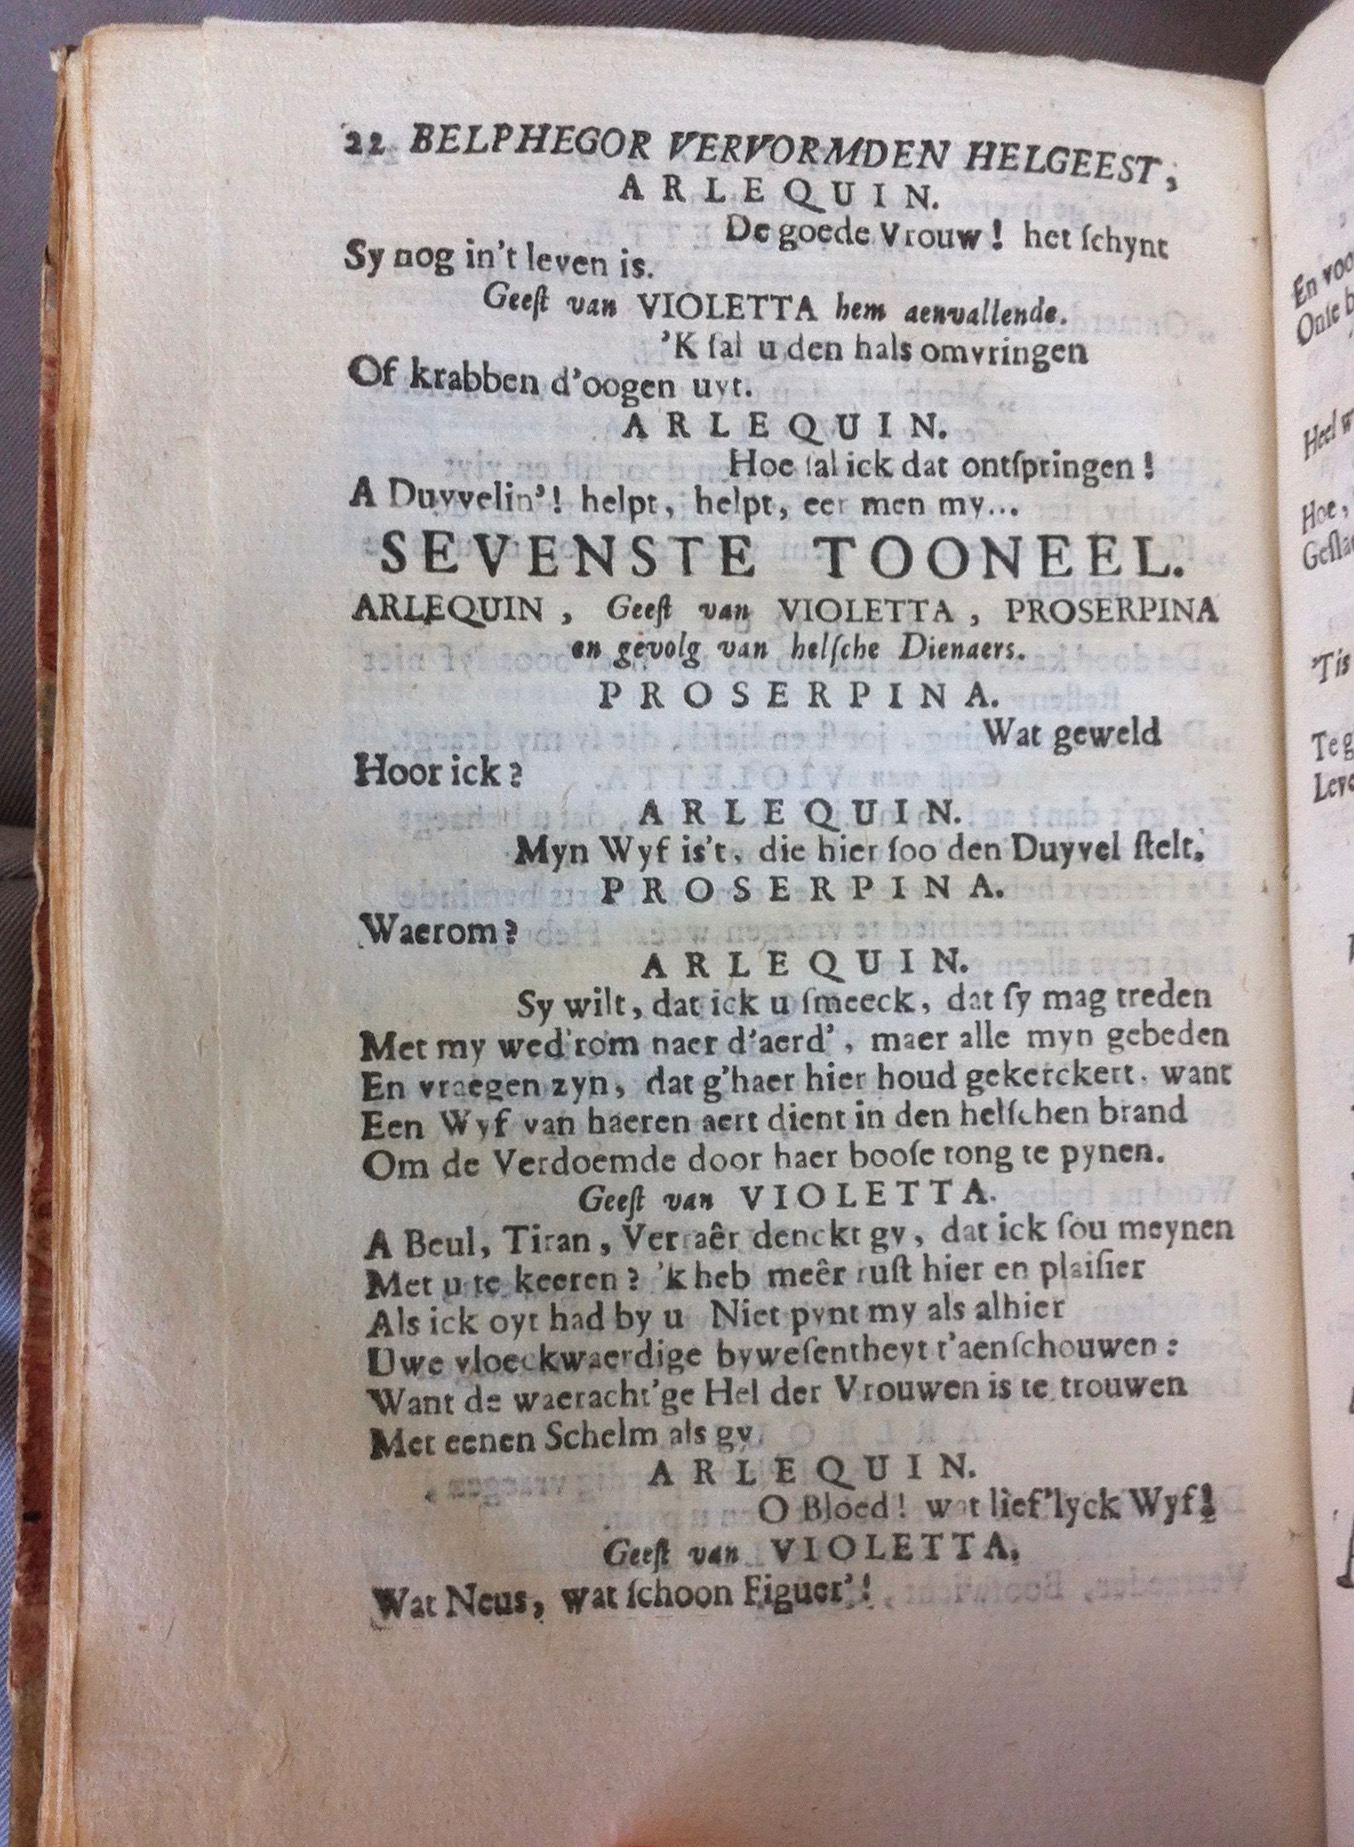 22 BELPHEGOR VERVORMDEN HELGEEST,
ARLEQUIN.
De goede Vrouw! het ſchynt
Sy nog in't leven is.
Geeſt van VIOLETTA hem aenvallende.
'K ſal u den hals omvringen
Of krabben d'oogen uyt.
ARLEQUIN.
Hoe ſal ick dat ontſpringen!
A Duyvelin'! helpt, helpt, eer men my...
SEVENSTE TOONEEL.
ARLEQUIN, Geeſt van VIOLETTA, PROSERPINA
en gevolg van helſche Dienaers.
PROSERPINA.
Wat geweld
Hoor ick?
ARLEQUIN.
Myn Wyf is't, die hier ſoo den Duyvel ſtelt.
PROSERPINA.
Waerom?
ARLEQUIN.
Sy wilt, dat ick u ſmeeck, dat ſy mag treden
Met my wed'rom naer d'aerd', maer alle myn gebeden
En vraegen zyn, dat g'haer hier houd gekerckert, want
Een Wyf van haeren aert dient in den helſchen brand
Om de Verdoemde door haer booſe tong te pynen.
Geeſt van VIOLETTA.
A Beul, Tiran, Verraêr denckt gy, dat ick ſou meynen
Met u te keeren? 'k heb meêr ruſt hier en plaiſier
Als ick oyt had by u Niet pynt my als alhier
Uwe vloeckwaerdige byweſentheyt t'aenſchouwen:
Want de waeracht'ge Hel der Vrouwen is te trouwen
Met eenen Schelm als gy.
ARLEQUIN.
O Bloed! wat lief'lyck Wyf!
Geeſt van VIOLETTA.
Wat Neus, wat ſchoon Figuer'!
En voo
Onſe b
Heel w
Hoe,
Geſla
'Tis
Te g
Leve